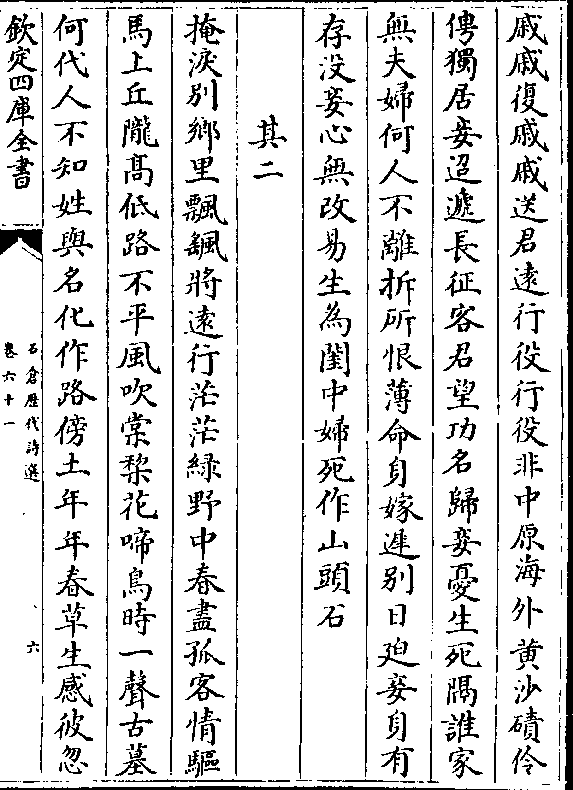 戚戚復戚戚送君遠行役行役非中原海外黄沙磧伶
俜獨居妾迢遞長征客君望功名歸妾憂生死隔誰家
無夫婦何人不離拆所恨薄命身嫁遲别日廹妾身有
存没妾心無改易生為閨中婦死作山頭石
其二
掩淚别鄉里飄颻將遠行茫茫緑野中春盡孤客情驅
馬上丘隴髙低路不平風吹棠梨花啼鳥時一聲古墓
何代人不知姓與名化作路傍土年年春草生感彼忽
欽定四庫全書
石倉歴代詩選
卷六十一
六